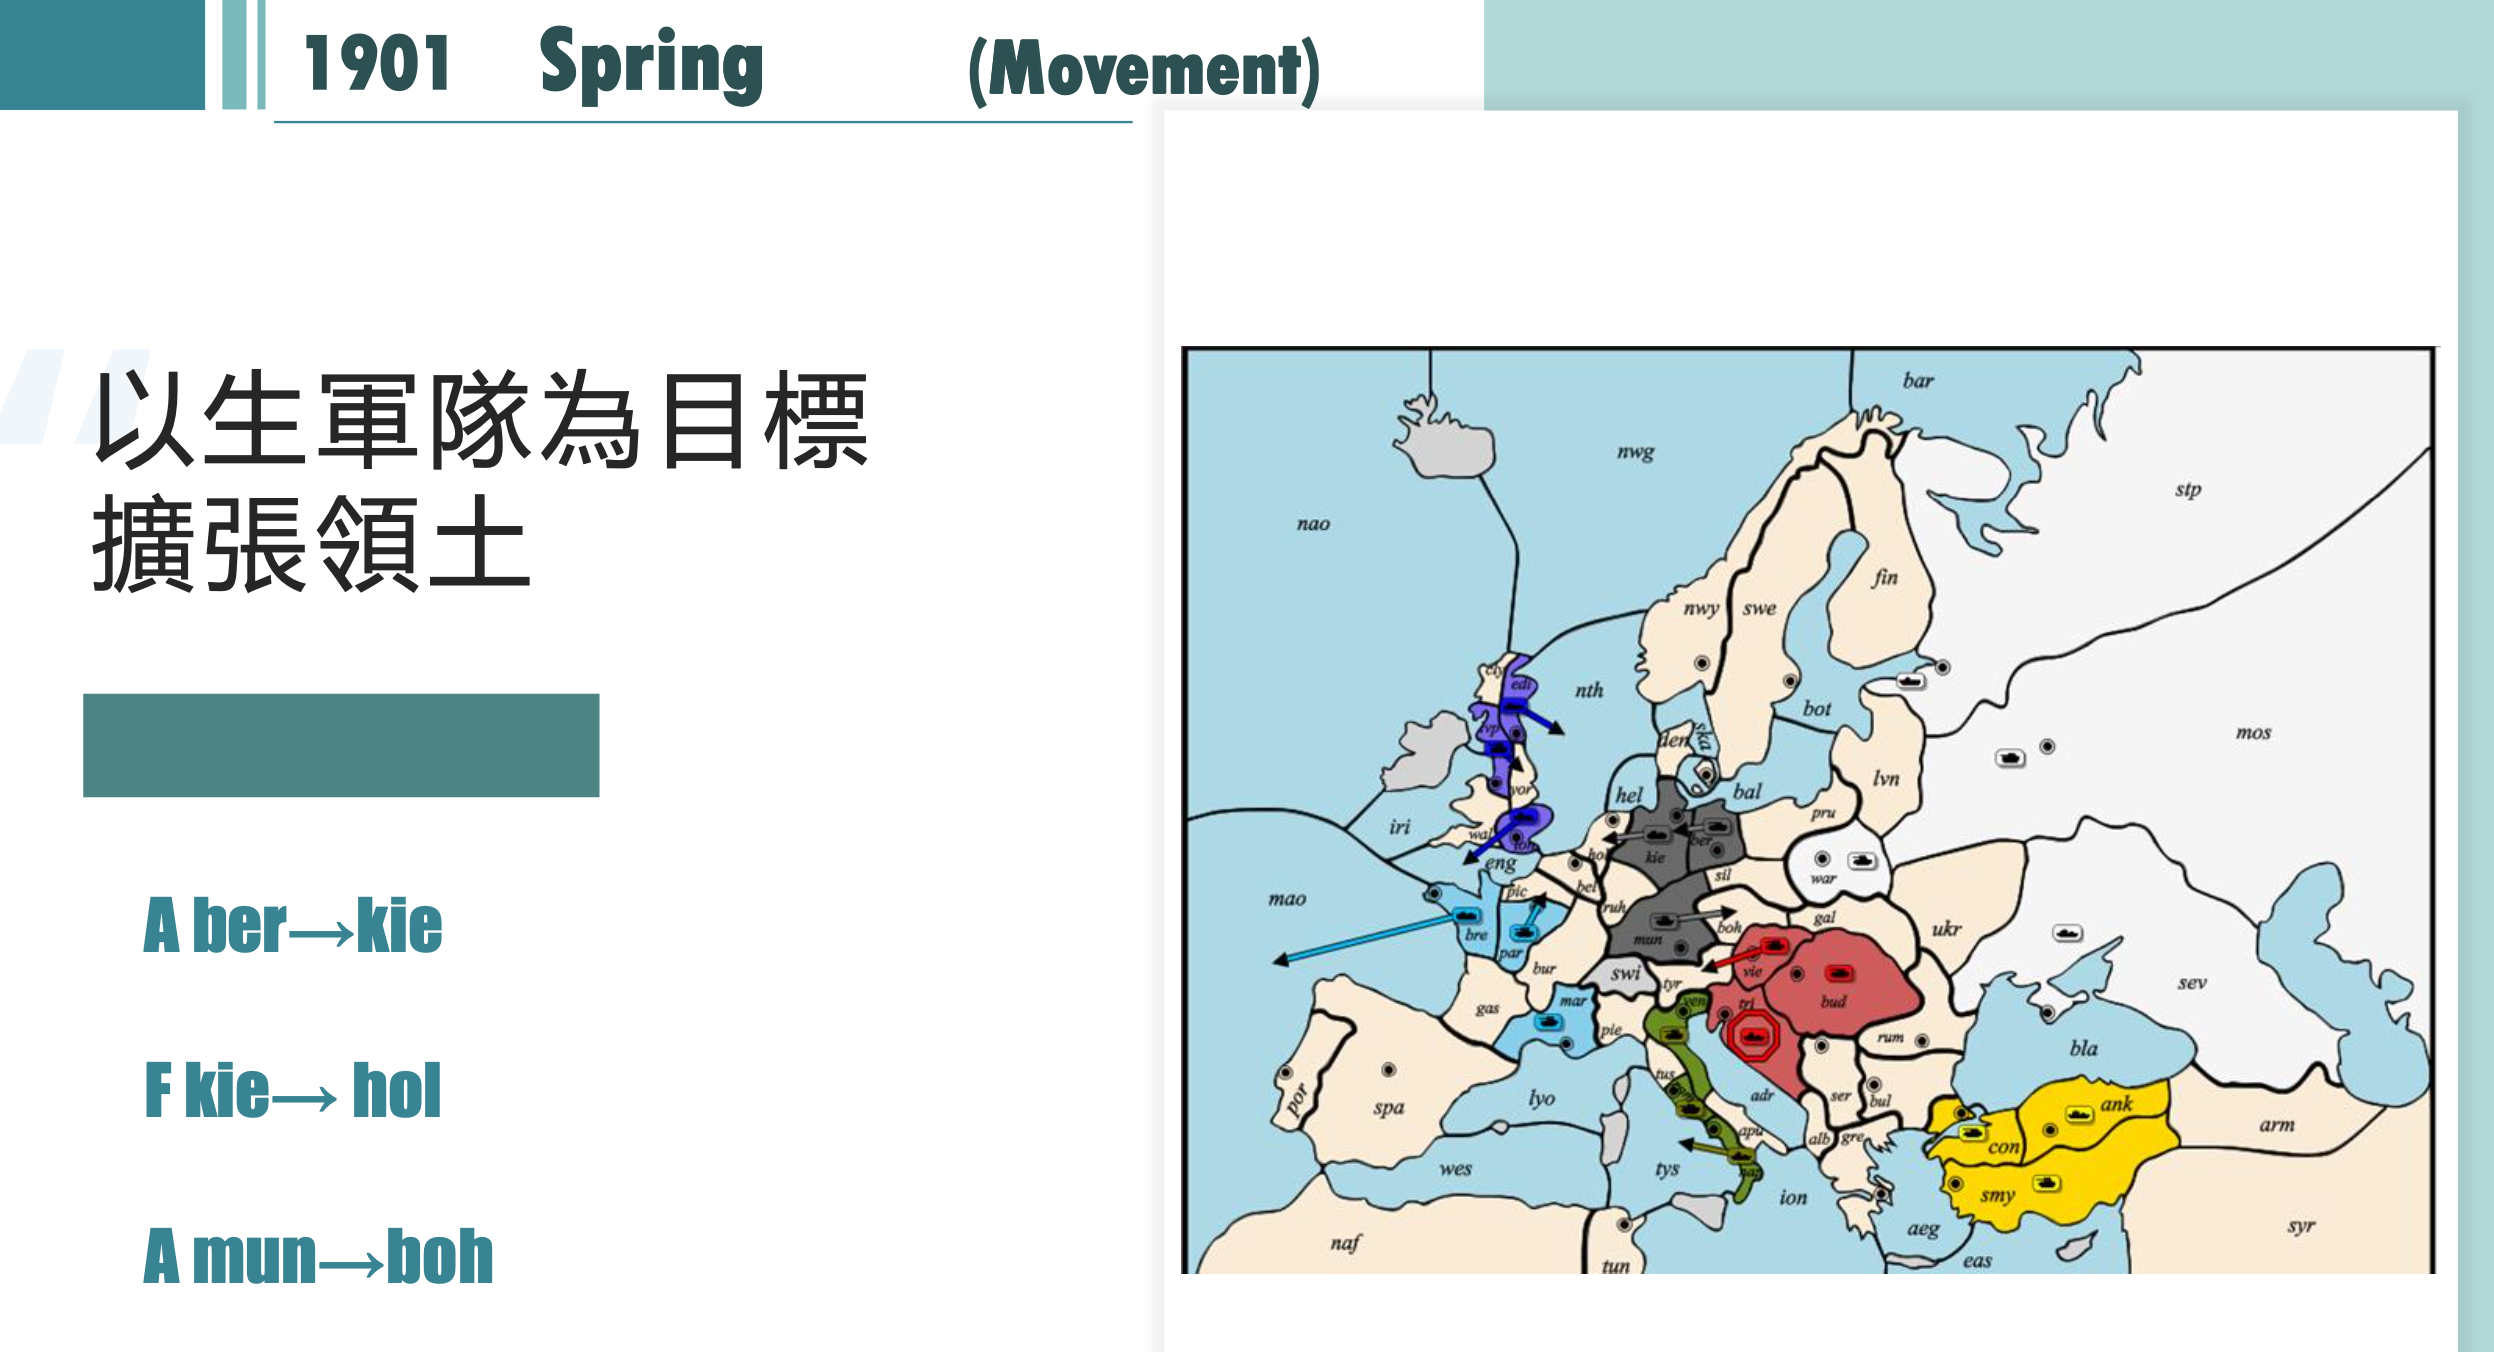 1901 Spring (Movement)
以生軍隊為目標
擴張領土
A ber→kie
F kie→ hol
A mun→boh
bar
nwg
stp
nao
fin
nwy
swe
cly
edi
nth
bot
mos
lvp
den
ska
lvn
hel
bal
yor
pru
iri
wal
lon
hol
kie
ber
eng
sil
war
pic
bel
mao
ruh
gal
boh
ukr
bre
mun
par
bur
swi
vie
tyr
sev
mar
ven
tri
bud
gas
pie
rum
bla
tus
rom
lyo
adr
ser
bul
ank
por
spa
apu
alb
gre
con
arm
wes
tys
nap
ion
smy
aeg
syr
naf
tun
eas